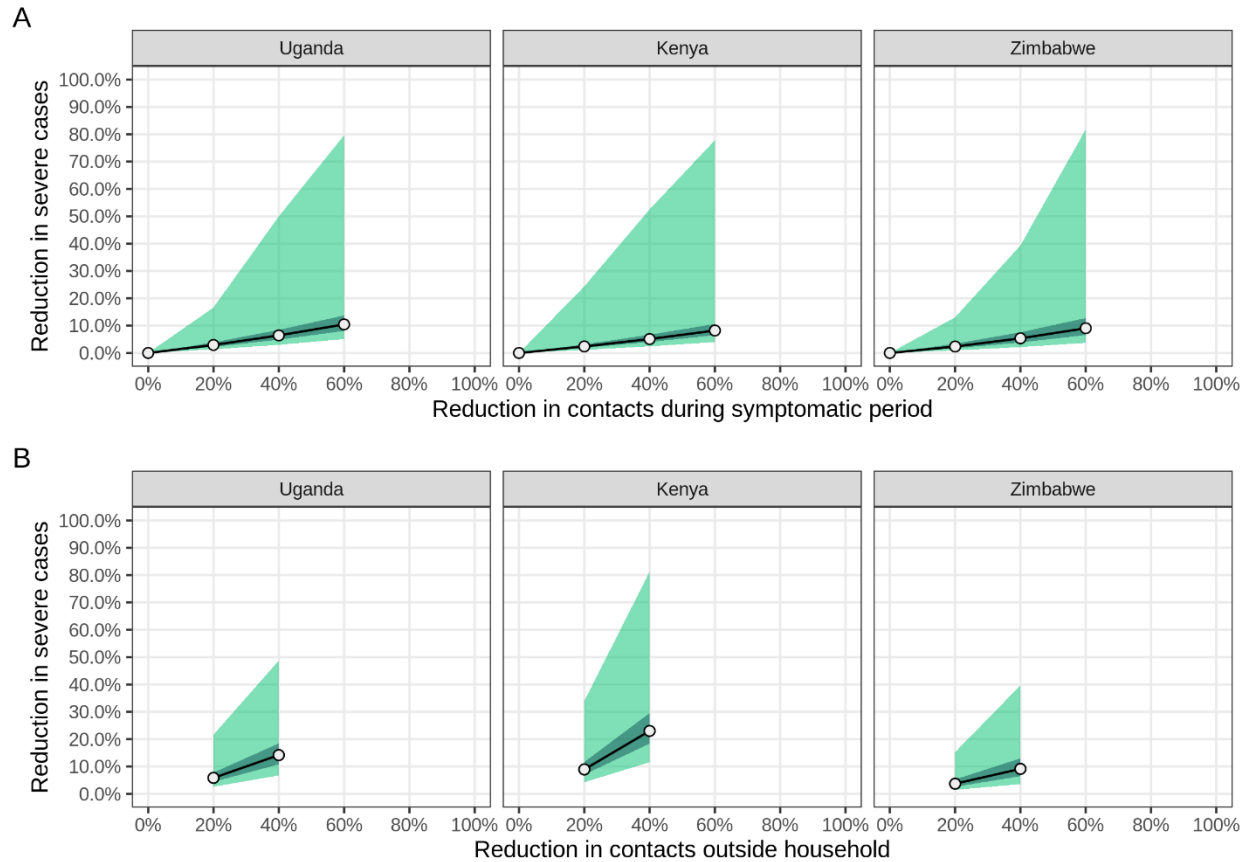 A
Uganda Kenya Zimbabwe
Reduction in severe cases
100.0%
90.0%
80.0%
70.0%
60.0%
50.0%
40.0%
30.0%
20.0%
10.0%
0.0%
0% 20% 40% 60% 80% 100% 0% 20% 40% 60% 80% 100% 0% 20% 40% 60% 80% 100%
Reduction in contacts during symptomatic period
B
Uganda Kenya Zimbabwe
Reduction in severe cases
100.0%
90.0%
80.0%
70.0%
60.0%
50.0%
40.0%
30.0%
20.0%
10.0%
0.0%
0% 20% 40% 60% 80% 100% 0% 20% 40% 60% 80% 100% 0% 20% 40% 60% 80% 100%
Reduction in contacts outside household